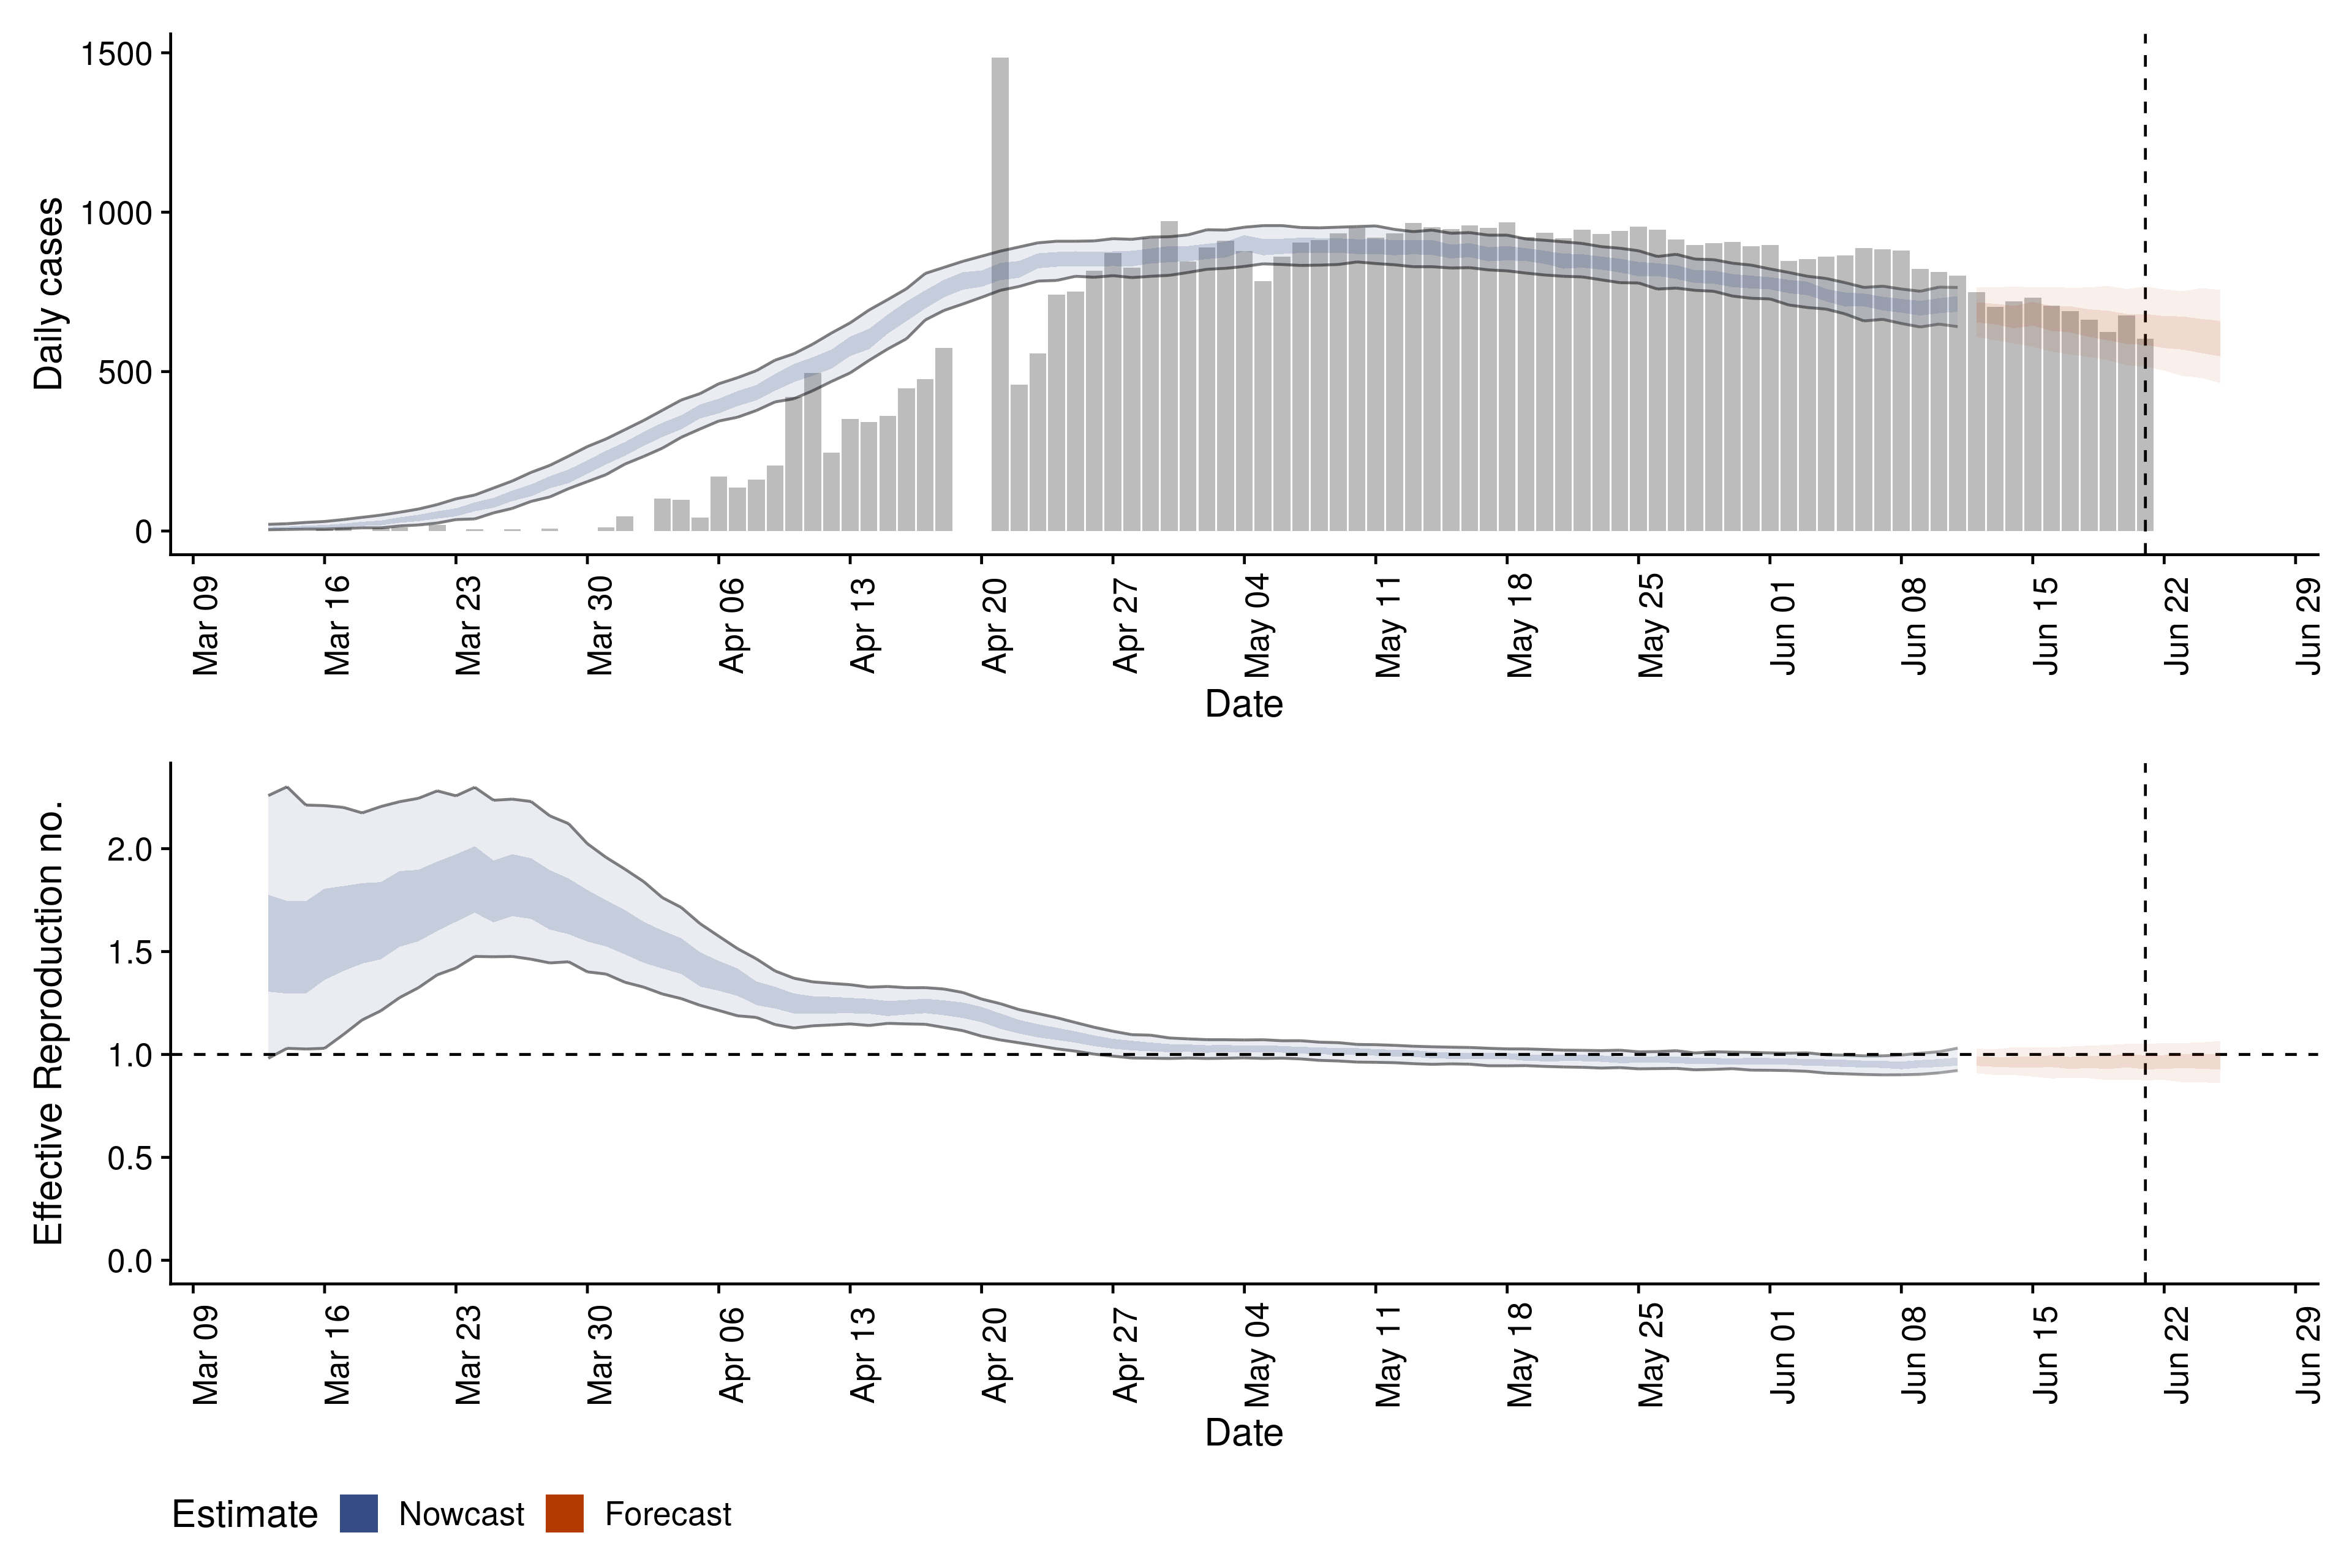 Daily cases
1500
1000
500
0
Mar 09
Mar 16
Mar 23
Mar 30
Apr 06
Apr 13
Apr 20
Apr 27
May 04
May 11
May 18
May 25
Jun 01
Jun 08
Jun 15
Jun 22
Jun 29
Date
Effective Reproduction no.
2.0
1.5
1.0
0.5
0.0
Mar 09
Mar 16
Mar 23
Mar 30
Apr 06
Apr 13
Apr 20
Apr 27
May 04
May 11
May 18
May 25
Jun 01
Jun 08
Jun 15
Jun 22
Jun 29
Date
Estimate Nowcast Forecast